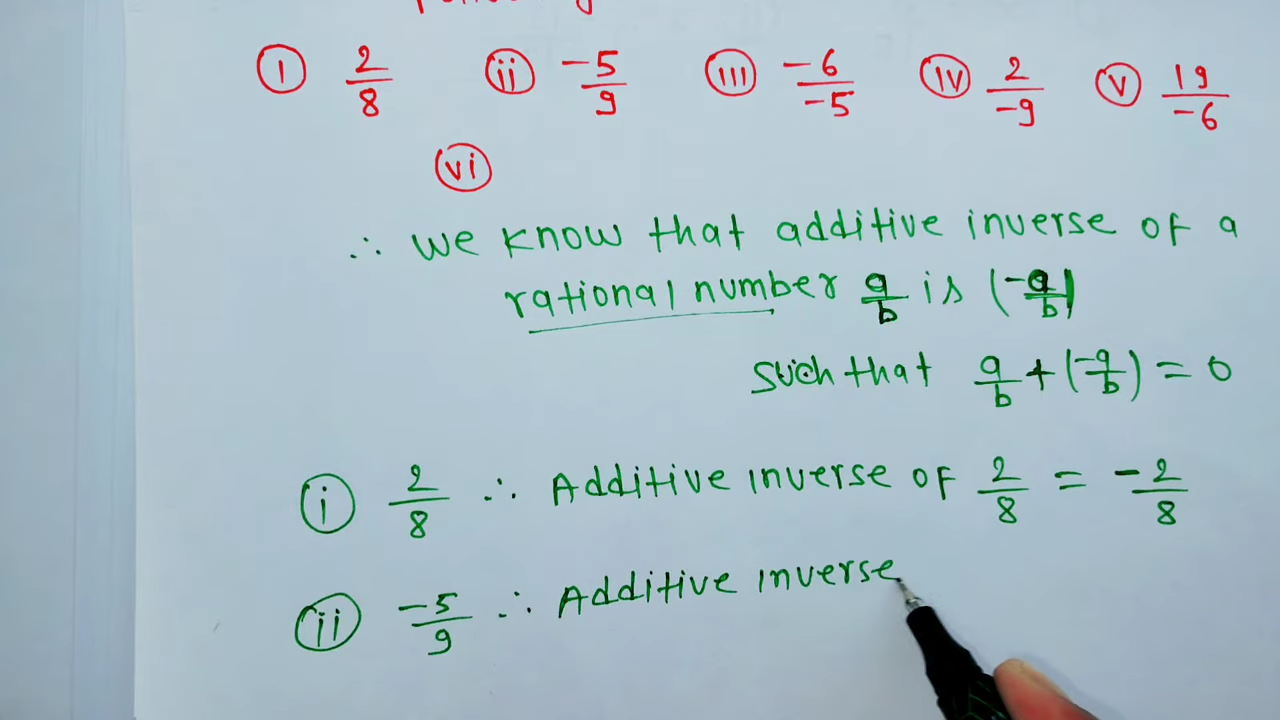 (i) 2/8 (ii) -5/9 (iii) -6/-5 (iv) 2/-9 (v) 19/-6
(vi)
∴ We know that additive inverse of a
rational number a/b is (-a/b)
such that a/b + (-a/b) = 0
(i) 2/8 ∴ Additive inverse of 2/8 = -2/8
(ii) -5/9 ∴ Additive inverse